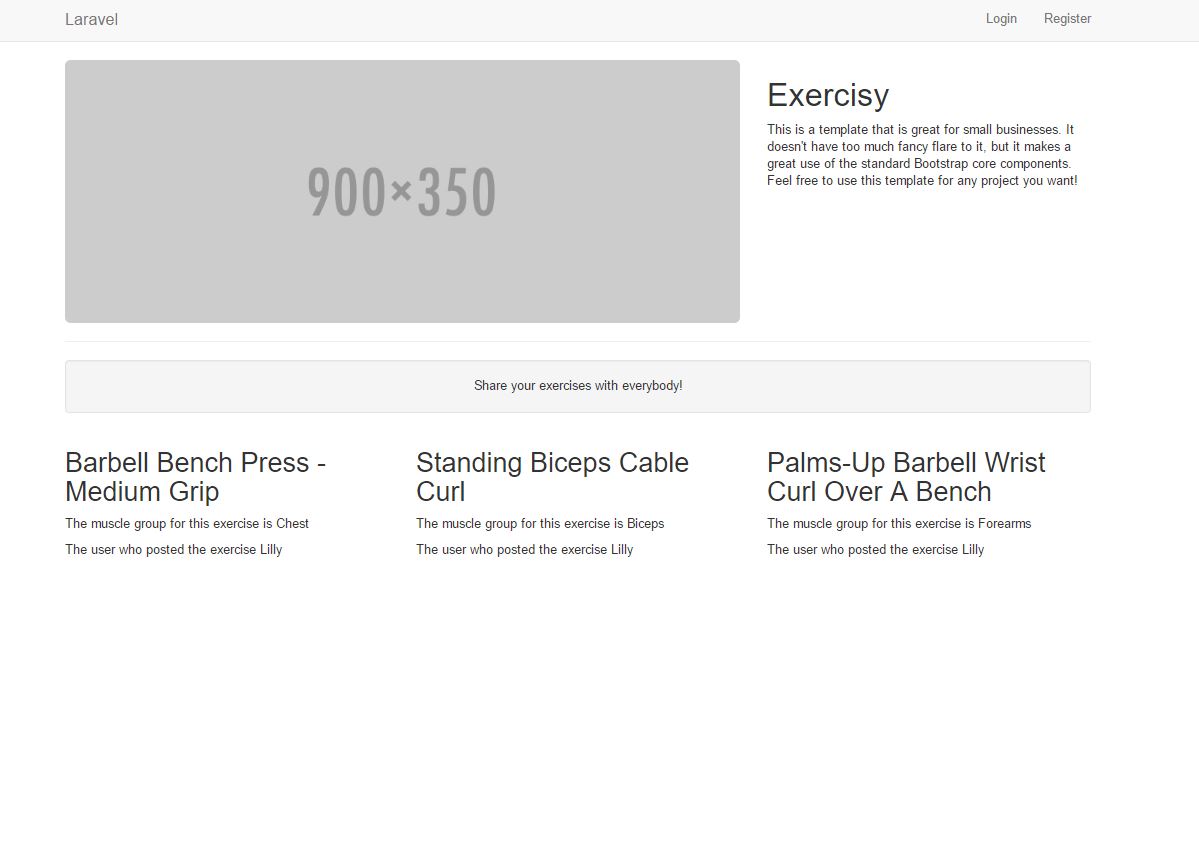 Laravel
Login
Register
900×350
Exercisy
This is a template that is great for small businesses. It
doesn't have too much fancy flare to it, but it makes a
great use of the standard Bootstrap core components.
Feel free to use this template for any project you want!
Share your exercises with everybody!
Barbell Bench Press -
Medium Grip
The muscle group for this exercise is Chest
The user who posted the exercise Lilly
Standing Biceps Cable
Curl
The muscle group for this exercise is Biceps
The user who posted the exercise Lilly
Palms-Up Barbell Wrist
Curl Over A Bench
The muscle group for this exercise is Forearms
The user who posted the exercise Lilly